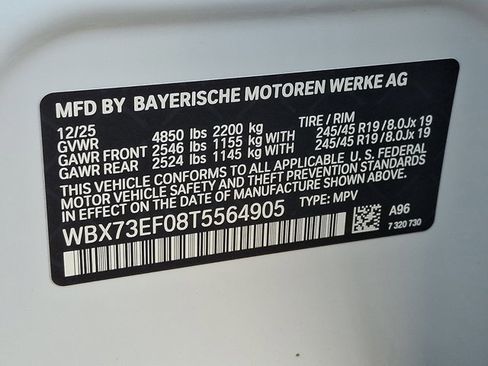 MFD BY BAYERISCHE MOTOREN WERKE AG
12/25 TIRE / RIM
GVWR 4850 lbs 2200 kg
GAWR FRONT 2546 lbs 1155 kg WITH 245/45 R19 / 8.0Jx 19
GAWR REAR 2524 lbs 1145 kg WITH 245/45 R19 / 8.0Jx 19
THIS VEHICLE CONFORMS TO ALL APPLICABLE U. S. FEDERAL
MOTOR VEHICLE SAFETY AND THEFT PREVENTION STANDARDS
IN EFFECT ON THE DATE OF MANUFACTURE SHOWN ABOVE.
WBX73EF08T5564905 TYPE: MPV
A96
7 320 730